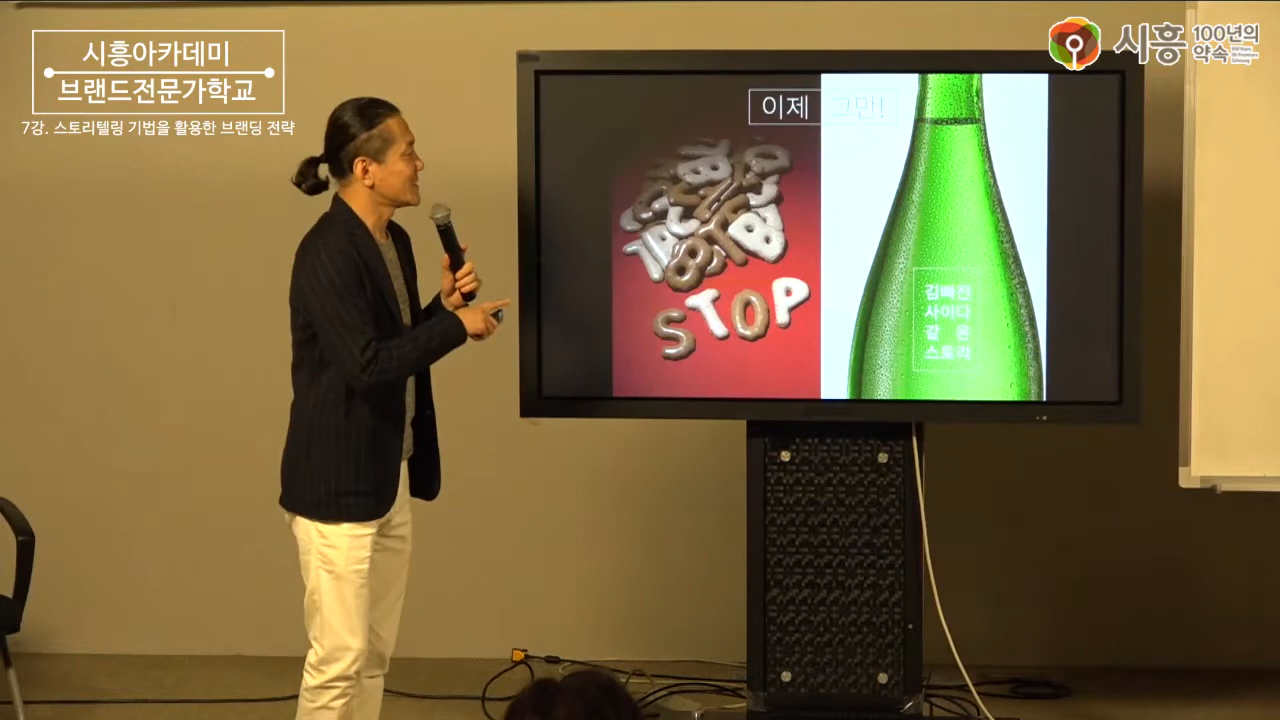 시흥아카데미
브랜드전문가학교
7강. 스토리텔링 기법을 활용한 브랜딩 전략
시흥 100년의
약속
이제 그만!
STOP
김빠진
사이다
같 은
스토리